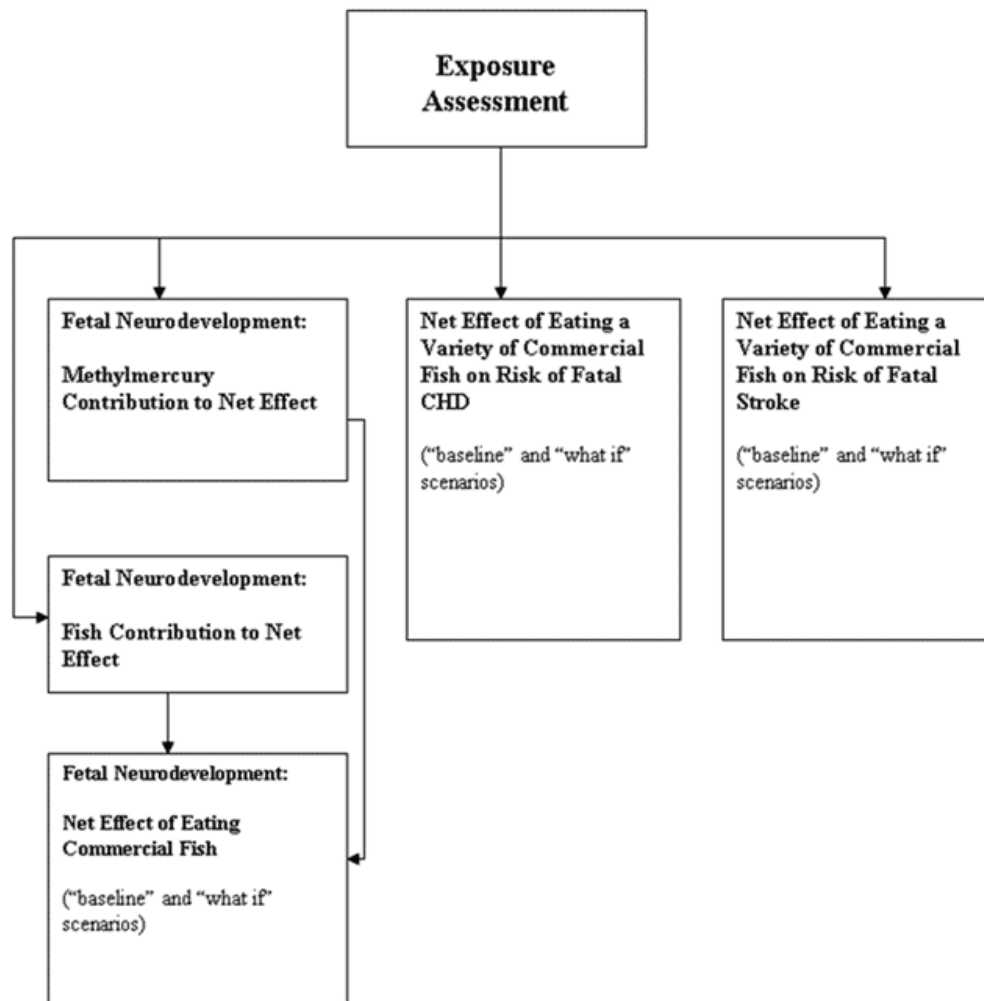 Exposure
Assessment
Fetal Neurodevelopment:
Methylmercury
Contribution to Net Effect
Net Effect of Eating a
Variety of Commercial
Fish on Risk of Fatal
CHD
("baseline" and "what if"
scenarios)
Net Effect of Eating a
Variety of Commercial
Fish on Risk of Fatal
Stroke
("baseline" and "what if"
scenarios)
Fetal Neurodevelopment:
Fish Contribution to Net
Effect
Fetal Neurodevelopment:
Net Effect of Eating
Commercial Fish
("baseline" and "what if"
scenarios)